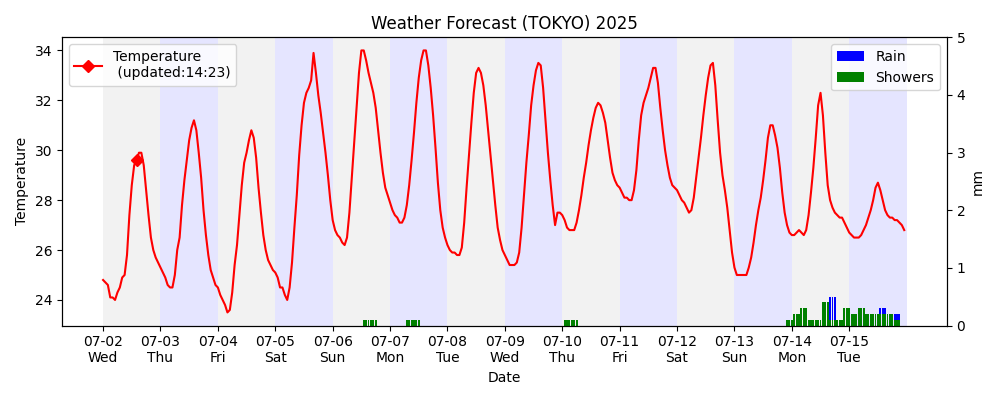 Weather Forecast (TOKYO) 2025
Temperature
(updated:14:23)
Rain
Showers
Temperature
34
32
30
28
26
24
5
4
3
2
1
0
mm
07-02 07-03 07-04 07-05 07-06 07-07 07-08 07-09 07-10 07-11 07-12 07-13 07-14 07-15
Wed Thu Fri Sat Sun Mon Tue Wed Thu Fri Sat Sun Mon Tue
Date